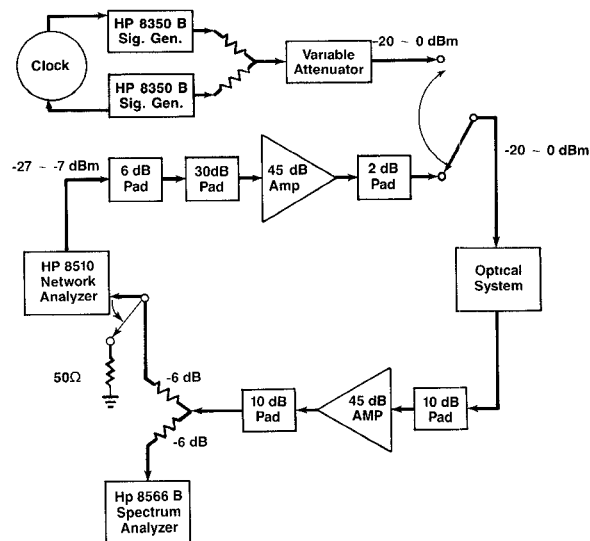 HP 8350 B
Sig. Gen.
Clock
HP 8350 B
Sig. Gen.
Variable
Attenuator
-20 ~ 0 dBm
-27 ~ -7 dBm
6 dB
Pad
30dB
Pad
45 dB
Amp
2 dB
Pad
-20 ~ 0 dBm
HP 8510
Network
Analyzer
Optical
System
50Ω
-6 dB
-6 dB
10 dB
Pad
45 dB
AMP
10 dB
Pad
Hp 8566 B
Spectrum
Analyzer